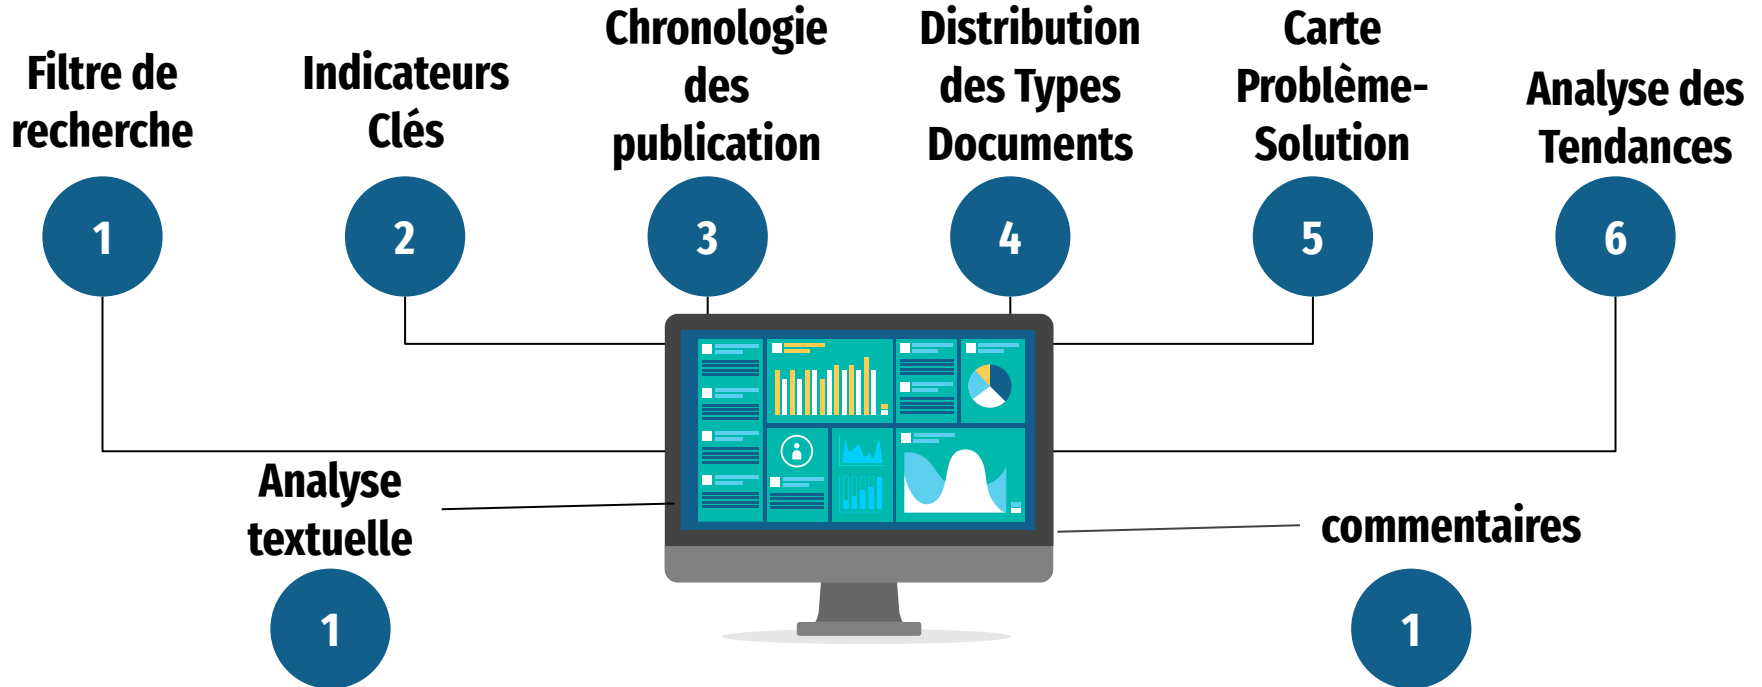 Filtre de
recherche
1
Indicateurs
Clés
2
Chronologie
des
publication
3
Distribution
des Types
Documents
4
Carte
Problème-
Solution
5
Analyse des
Tendances
6
Analyse
textuelle
1
commentaires
1